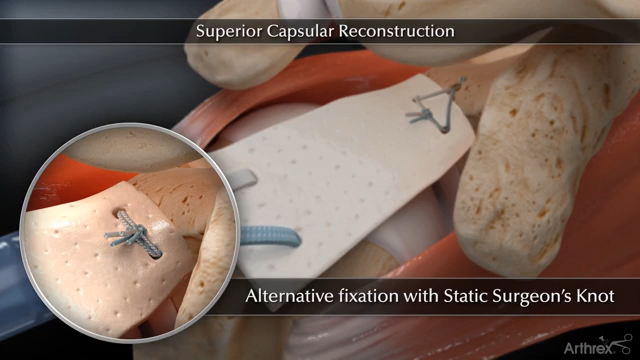 Superior Capsular Reconstruction
Alternative fixation with Static Surgeon's Knot
Arthrex